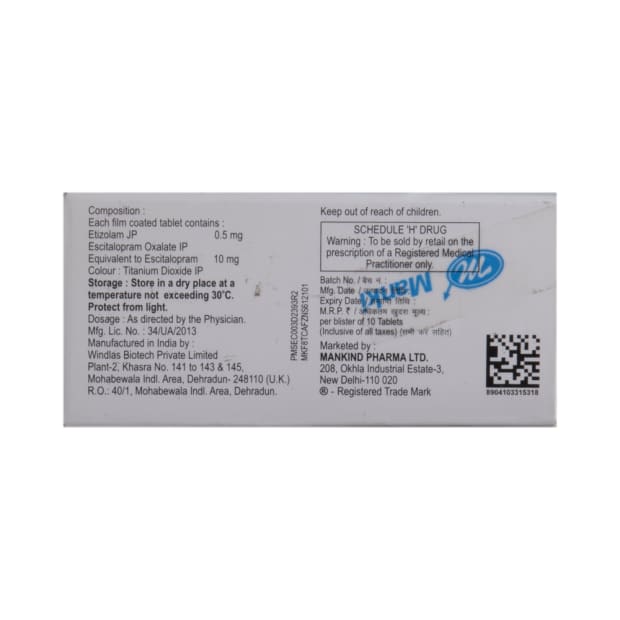 Composition :
Each film coated tablet contains :
Etizolam JP 0.5 mg
Escitalopram Oxalate IP
Equivalent to Escitalopram 10 mg
Colour : Titanium Dioxide IP
Storage : Store in a dry place at a
temperature not exceeding 30°C.
Protect from light.
Dosage : As directed by the Physician.
Mfg. Lic. No. : 34/UA/2013
Manufactured in India by :
Windlas Biotech Private Limited
Plant-2, Khasra No. 141 to 143 & 145,
Mohabewala Indl. Area, Dehradun- 248110 (U.K.)
R.O.: 40/1, Mohabewala Indl. Area, Dehradun.
PMSEC003D2393R2
MKF8TCAFZNS612101
Keep out of reach of children.
SCHEDULE 'H' DRUG
Warning : To be sold by retail on the
prescription of a Registered Medical
Practitioner only.
Batch No. / बैच नं :
Mfg. Date /
Expiry Date / तिथि :
M.R.P. ₹ / अधिकतम खुदरा मूल्य :
per blister of 10 Tablets
(Inclusive of all taxes) (सभी कर सहित)
Marketed by :
MANKIND PHARMA LTD.
208, Okhla Industrial Estate-3,
New Delhi-110 020
® - Registered Trade Mark
8904103315318